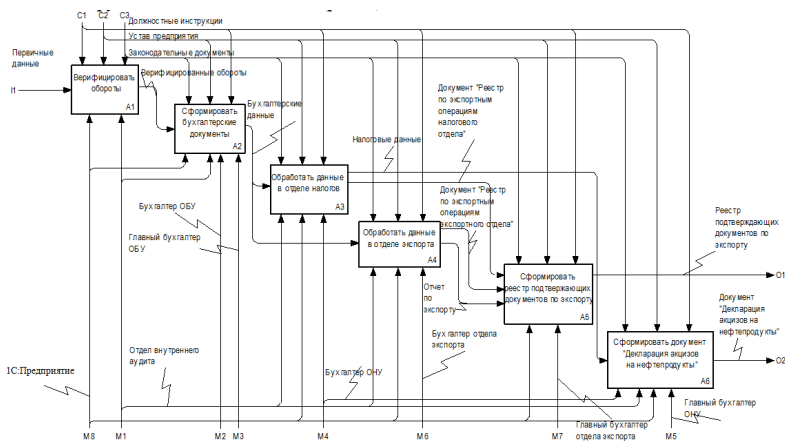 C1 C2 C3
Должностные инструкции
Устав предприятия
Законодательные документы
Первичные
данные
I1
Верифицировать
обороты
A1
Верифицированные обороты
Сформировать
бухгалтерские
документы
A2
Бухгалтерские
данные
Документ "Реестр
по экспортным
операциям
налогового
отдела"
Налоговые данные
Обработать данные
в отделе налогов
A3
Документ "Реестр
по экспортным
операциям
экспортного отдела"
Бухгалтер ОБУ
Главный бухгалтер
ОБУ
Обработать данные
в отделе экспорта
A4
Реестр
подтверждающих
документов по
экспорту
O1
Сформировать
реестр подтвержающих
документов по экспорту
A5
Отчет
по
экспорту
Документ
"Декларация
акцизов на
нефтепродукты"
O2
Бухгалтер отдела
экспорта
Сформировать документ
"Декларация акцизов
на нефтепродукты"
A6
Отдел внутреннего
аудита
1С:Предприятие
Бухгалтер ОНУ
Главный бухгалтер
ОНУ
Главный бухгалтер
отдела экспорта
M8 M1 M2 M3 M4 M6 M7 M5